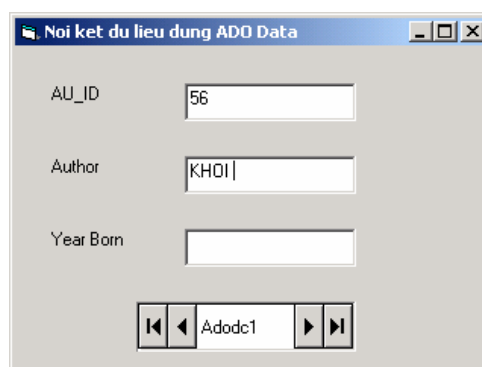 Noi ket du lieu dung ADO Data
AU_ID
56
Author
KHOI
Year Born
Adodc1